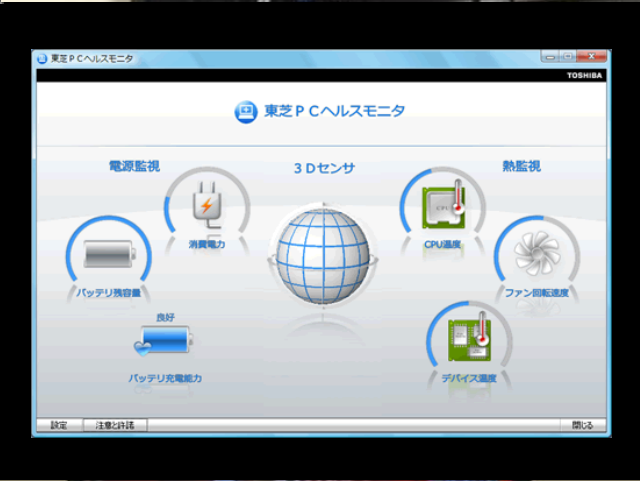 東芝ＰＣヘルスモニタ
TOSHIBA
東芝ＰＣヘルスモニタ
電源監視
３Ｄセンサ
熱監視
CPU
消費電力
CPU温度
バッテリ残容量
ファン回転速度
良好
バッテリ充電能力
デバイス温度
設定
注意と許諾
閉じる